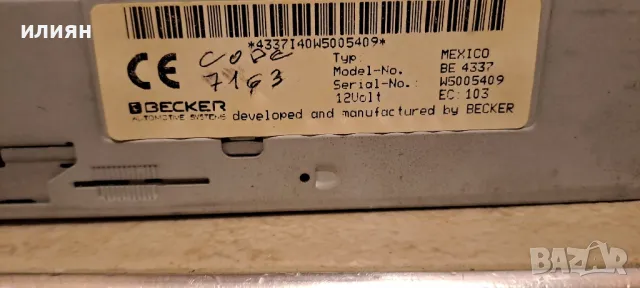 илиян
*4337I40W5005409*
CODE
7163
CE
Typ: MEXICO
Model-No. BE 4337
Serial-No.: W5005409
12Volt EC: 103
BECKER
AUTOMOTIVE SYSTEMS
developed and manufactured by BECKER
BAZAR
.bg